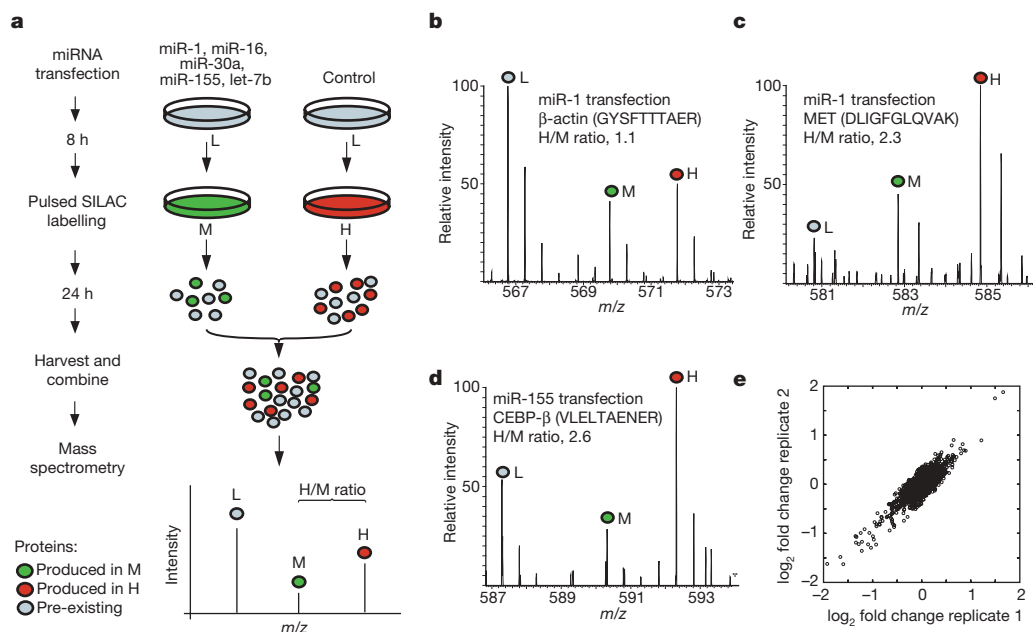 a
miRNA
transfection
8 h
Pulsed SILAC
labelling
24 h
Harvest and
combine
Mass
spectrometry
miR-1, miR-16,
miR-30a,
miR-155, let-7b
Control
L
L
M
H
Intensity
L
H/M ratio
M
H
m/z
Proteins:
Produced in M
Produced in H
Pre-existing
b
Relative intensity
100
50
0
L
miR-1 transfection
β-actin (GYSFTTTAER)
H/M ratio, 1.1
M
H
567 569 571 573
m/z
c
Relative intensity
100
50
0
H
miR-1 transfection
MET (DLIGFGLQVAK)
H/M ratio, 2.3
M
L
581 583 585
m/z
d
Relative intensity
100
50
0
H
miR-155 transfection
CEBP-β (VLELTAENER)
H/M ratio, 2.6
L
M
587 589 591 593
m/z
e
log2 fold change replicate 2
2
1
0
−1
−2
−2 −1 0 1 2
log2 fold change replicate 1